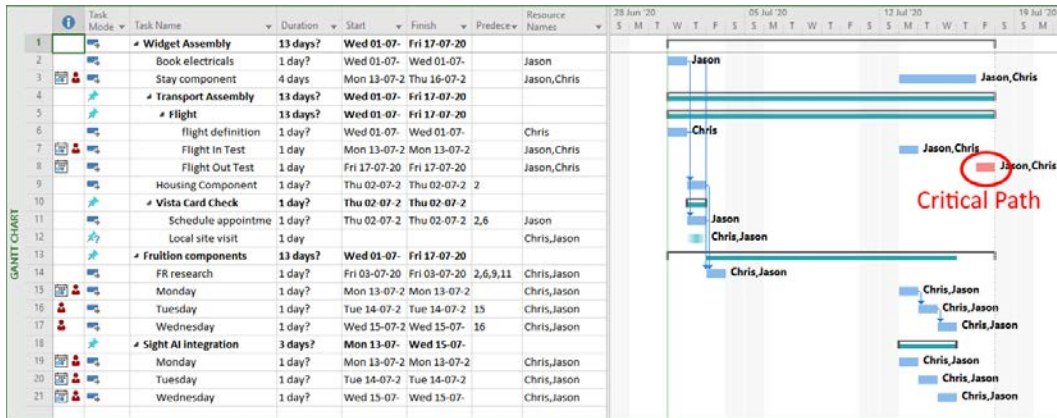 Task Mode Task Name Duration Start Finish Predece Resource Names 28 Jun '20 05 Jul '20 12 Jul '20 19 Jul '20
S M T W T F S S M T W T F S S M T W T F S S M
1 Widget Assembly 13 days? Wed 01-07- Fri 17-07-20
2 Book electricals 1 day? Wed 01-07- Wed 01-07- Jason Jason
3 Stay component 4 days Mon 13-07-2 Thu 16-07-2 Jason,Chris Jason,Chris
4 Transport Assembly 13 days? Wed 01-07- Fri 17-07-20
5 Flight 13 days? Wed 01-07- Fri 17-07-20
6 flight definition 1 day? Wed 01-07- Wed 01-07- Chris Chris
7 Flight In Test 1 day Mon 13-07-2 Mon 13-07-2 Jason,Chris Jason,Chris
8 Flight Out Test 1 day Fri 17-07-20 Fri 17-07-20 Jason,Chris Jason,Chris
Critical Path
9 Housing Component 1 day? Thu 02-07-2 Thu 02-07-2 2
10 Vista Card Check 1 day? Thu 02-07-2 Thu 02-07-2
11 Schedule appointme 1 day? Thu 02-07-2 Thu 02-07-2 2,6 Jason Jason
12 Local site visit 1 day Chris,Jason Chris,Jason
13 Fruition components 13 days? Wed 01-07- Fri 17-07-20
14 FR research 1 day? Fri 03-07-20 Fri 03-07-20 2,6,9,11 Chris,Jason Chris,Jason
15 Monday 1 day? Mon 13-07-2 Mon 13-07-2 Chris,Jason Chris,Jason
16 Tuesday 1 day? Tue 14-07-2 Tue 14-07-2 15 Chris,Jason Chris,Jason
17 Wednesday 1 day? Wed 15-07-2 Wed 15-07- 16 Chris,Jason Chris,Jason
18 Sight AI integration 3 days? Mon 13-07- Wed 15-07-
19 Monday 1 day? Mon 13-07-2 Mon 13-07-2 Chris,Jason Chris,Jason
20 Tuesday 1 day? Tue 14-07-2 Tue 14-07-2 Chris,Jason Chris,Jason
21 Wednesday 1 day? Wed 15-07- Wed 15-07- Chris,Jason Chris,Jason
GANTT CHART